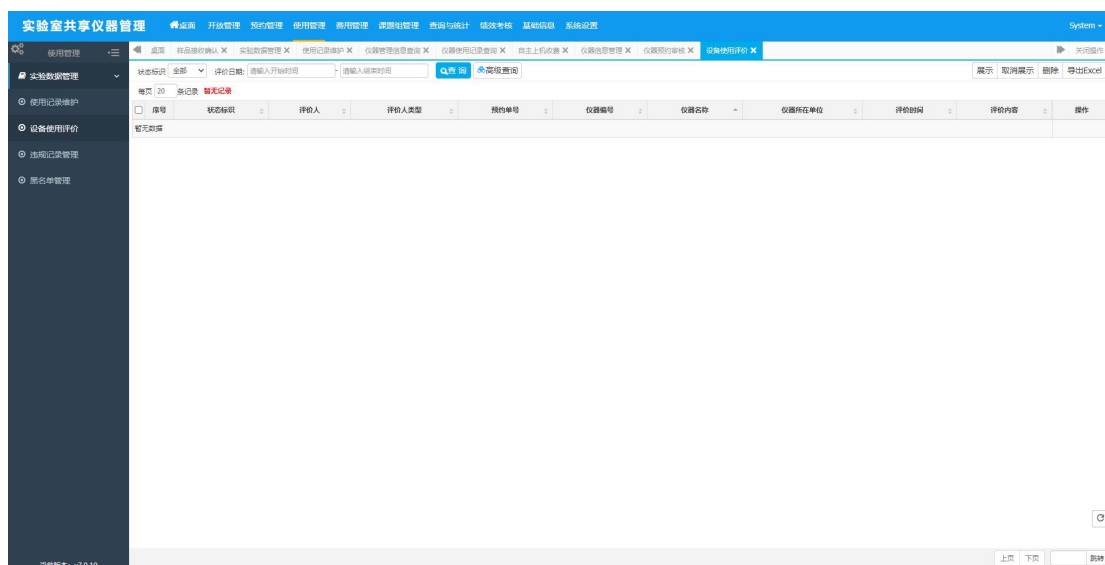 实验室共享仪器管理 桌面 开放管理 预约管理 使用管理 费用管理 课题组管理 查询与统计 绩效考核 基础信息 系统设置 System
使用管理 桌面 样品接收确认 X 实验数据管理 X 使用记录维护 X 仪器管理信息查询 X 仪器使用记录查询 X 自主上机收费 X 仪器信息管理 X 仪器预约审核 X 设备使用评价 X 关闭操作
实验数据管理 状态标识 全部 评价日期: 请输入开始时间 - 请输入结束时间 查 询 高级查询 展示 取消展示 删除 导出Excel
使用记录维护 每页 20 条记录 暂无记录
序号 状态标识 评价人 评价人类型 预约单号 仪器编号 仪器名称 仪器所在单位 评价时间 评价内容 操作
设备使用评价 暂无数据
违规记录管理
黑名单管理
上页 下页 跳转